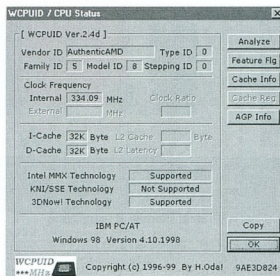 WCPUID / CPU Status
[ WCPUID Ver.2.4d ]
Vendor ID AuthenticAMD Type ID 0
Family ID 5 Model ID 8 Stepping ID 0
Clock Frequency
Internal 334.09 MHz Clock Ratio
External MHz
I-Cache 32K Byte L2 Cache Byte
D-Cache 32K Byte L2 Latency
Intel MMX Technology Supported
KNI/SSE Technology Not Supported
3DNow! Technology Supported
IBM PC/AT
Windows 98 Version 4.10.1998
WCPUID
***MHz
Copyright (c) 1996-99 By H.Oda!
Analyze
Feature Flg
Cache Info
Cache Reg
AGP Info
Copy
OK
9AE3D824